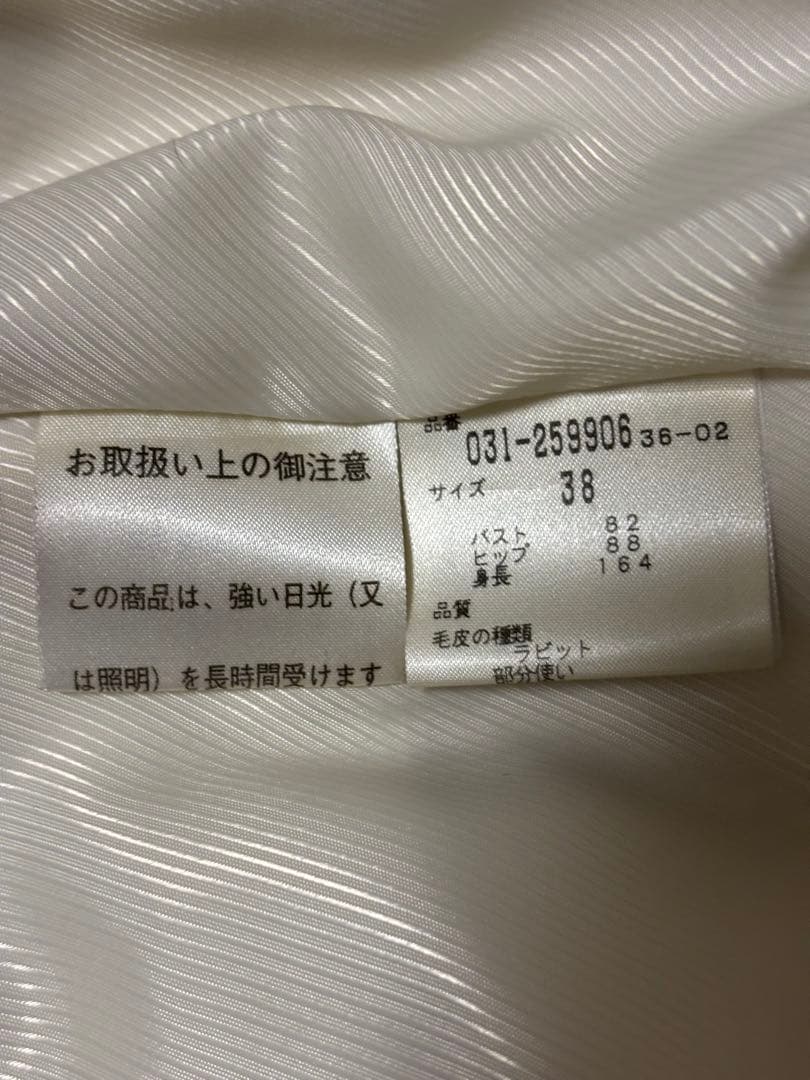 お取扱い上の御注意
この商品は、強い日光（又
は照明）を長時間受けます
品番
031-259906 36-02
サイズ 38
バスト 82
ヒップ 88
身長 164
品質
毛皮の種類
ラビット
部分使い